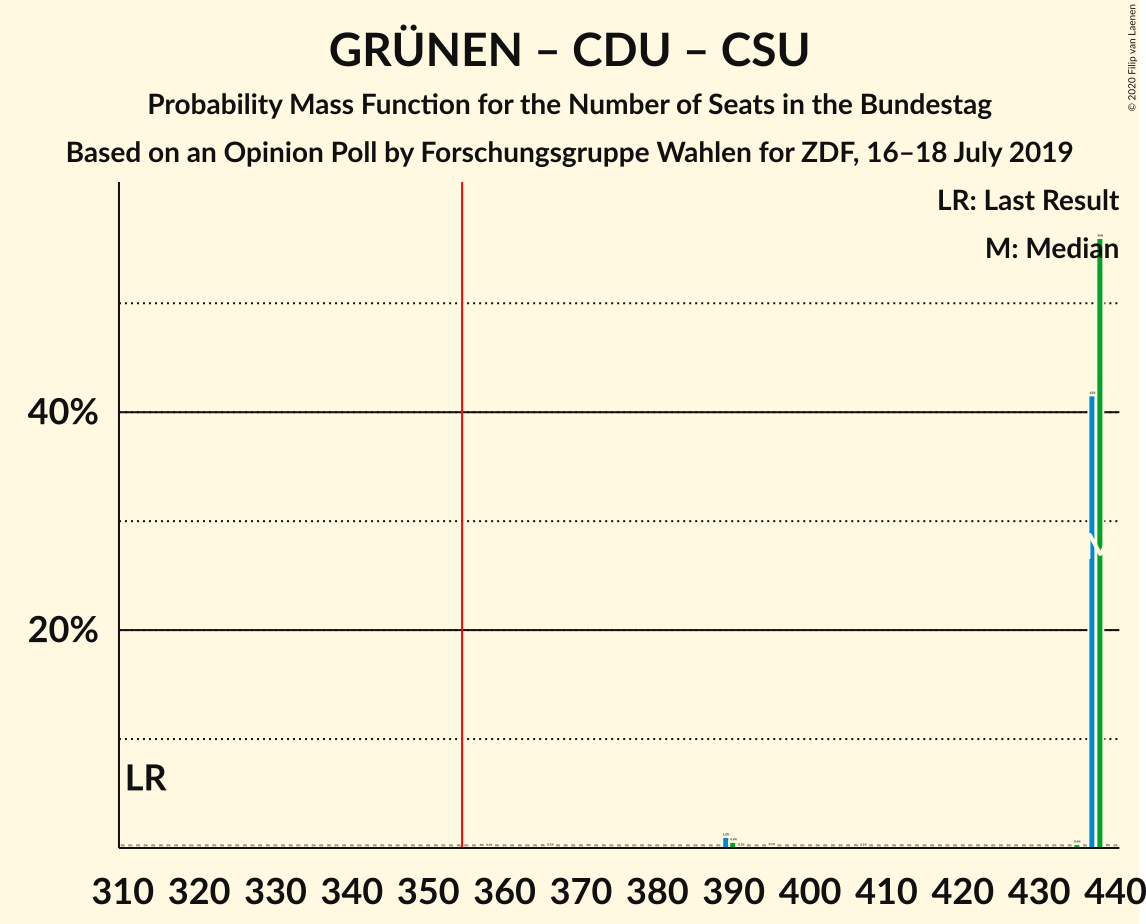 GRÜNEN – CDU – CSU
Probability Mass Function for the Number of Seats in the Bundestag
Based on an Opinion Poll by Forschungsgruppe Wahlen for ZDF, 16–18 July 2019
© 2020 Filip van Laenen
LR: Last Result
M: Median
40%
20%
LR
310 320 330 340 350 360 370 380 390 400 410 420 430 440